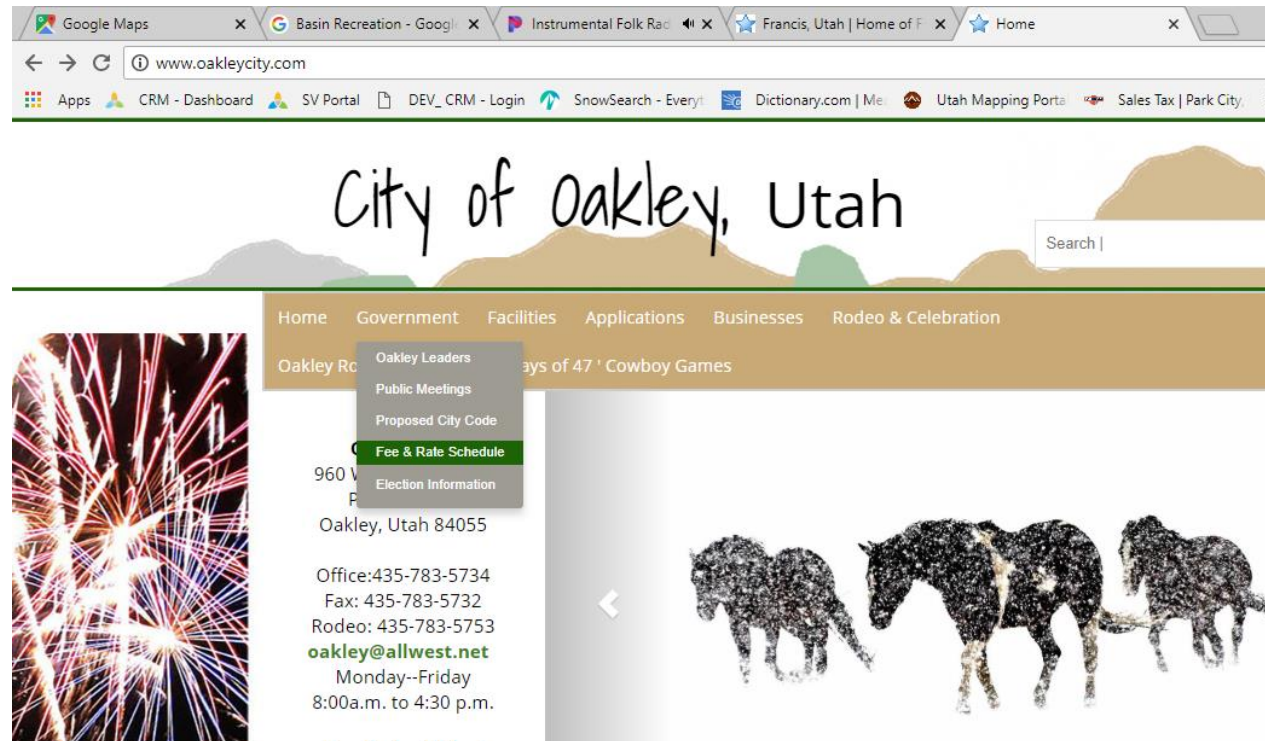 Google Maps
Basin Recreation - Googl
Instrumental Folk Rad
Francis, Utah | Home of F
Home
www.oakleycity.com
Apps
CRM - Dashboard
SV Portal
DEV_ CRM - Login
SnowSearch - Everyt
Dictionary.com | Me
Utah Mapping Porta
Sales Tax | Park City,
City of Oakley, Utah
Search |
Home
Government
Facilities
Applications
Businesses
Rodeo & Celebration
Oakley Ro
ays of 47 ' Cowboy Games
Oakley Leaders
Public Meetings
Proposed City Code
Fee & Rate Schedule
Election Information
960
Oakley, Utah 84055
Office:435-783-5734
Fax: 435-783-5732
Rodeo: 435-783-5753
oakley@allwest.net
Monday--Friday
8:00a.m. to 4:30 p.m.